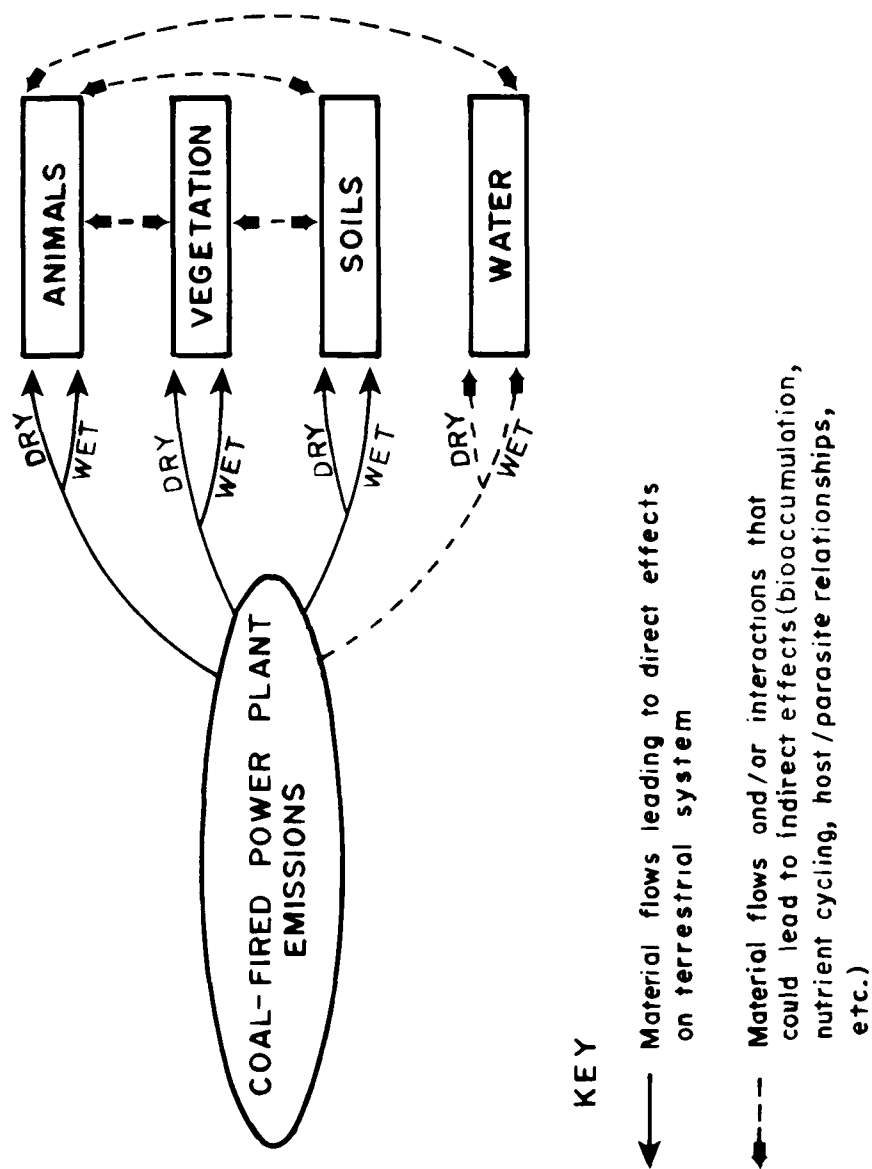 COAL-FIRED POWER PLANT
EMISSIONS
DRY
WET
ANIMALS
DRY
WET
VEGETATION
DRY
WET
SOILS
DRY
WET
WATER
KEY
Material flows leading to direct effects
on terrestrial system
Material flows and/or interactions that
could lead to indirect effects(bioaccumulation,
nutrient cycling, host/parasite relationships,
etc.)